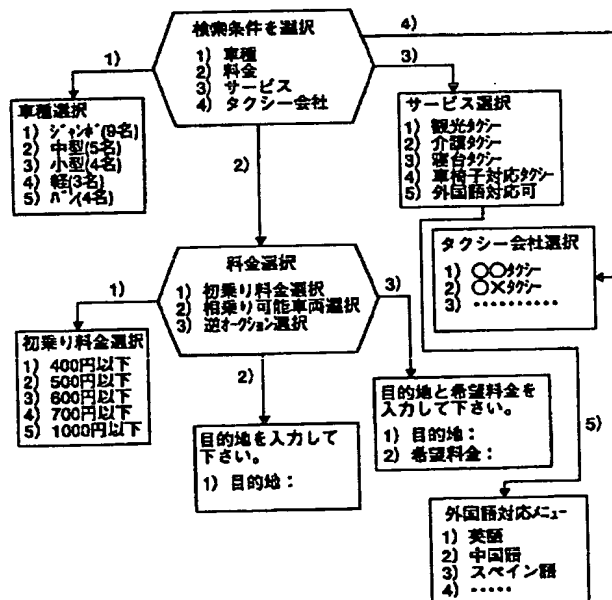 検索条件を選択
1) 車種
2) 料金
3) サービス
4) タクシー会社
1)
2)
3)
4)
車種選択
1) ジャンボ(9名)
2) 中型(5名)
3) 小型(4名)
4) 軽(3名)
5) バン(4名)
サービス選択
1) 観光タクシー
2) 介護タクシー
3) 寝台タクシー
4) 車椅子対応タクシー
5) 外国語対応可
タクシー会社選択
1) ○○タクシー
2) ○×タクシー
3) ・・・・・・・・・・
料金選択
1) 初乗り料金選択
2) 相乗り可能車両選択
3) 逆オークション選択
1)
2)
3)
初乗り料金選択
1) 400円以下
2) 500円以下
3) 600円以下
4) 700円以下
5) 1000円以下
目的地を入力して
下さい。
1) 目的地：
目的地と希望料金を
入力して下さい。
1) 目的地：
2) 希望料金：
5)
外国語対応メニュー
1) 英語
2) 中国語
3) スペイン語
4) ・・・・・